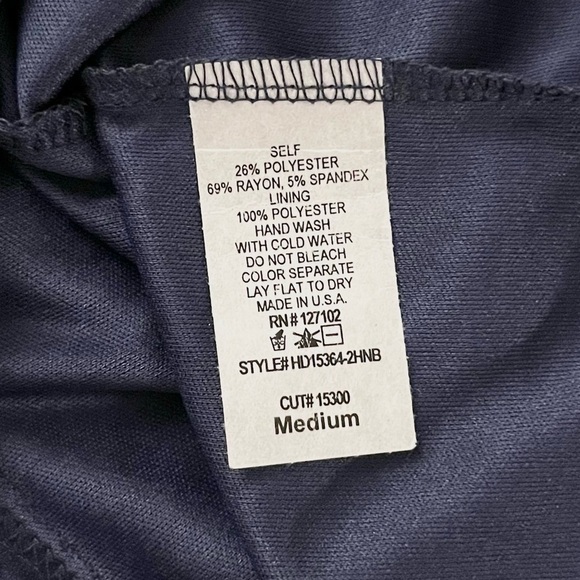 SELF
26% POLYESTER
69% RAYON, 5% SPANDEX
LINING
100% POLYESTER
HAND WASH
WITH COLD WATER
DO NOT BLEACH
COLOR SEPARATE
LAY FLAT TO DRY
MADE IN U.S.A.
RN# 127102
STYLE# HD15364-2HNB
CUT# 15300
Medium